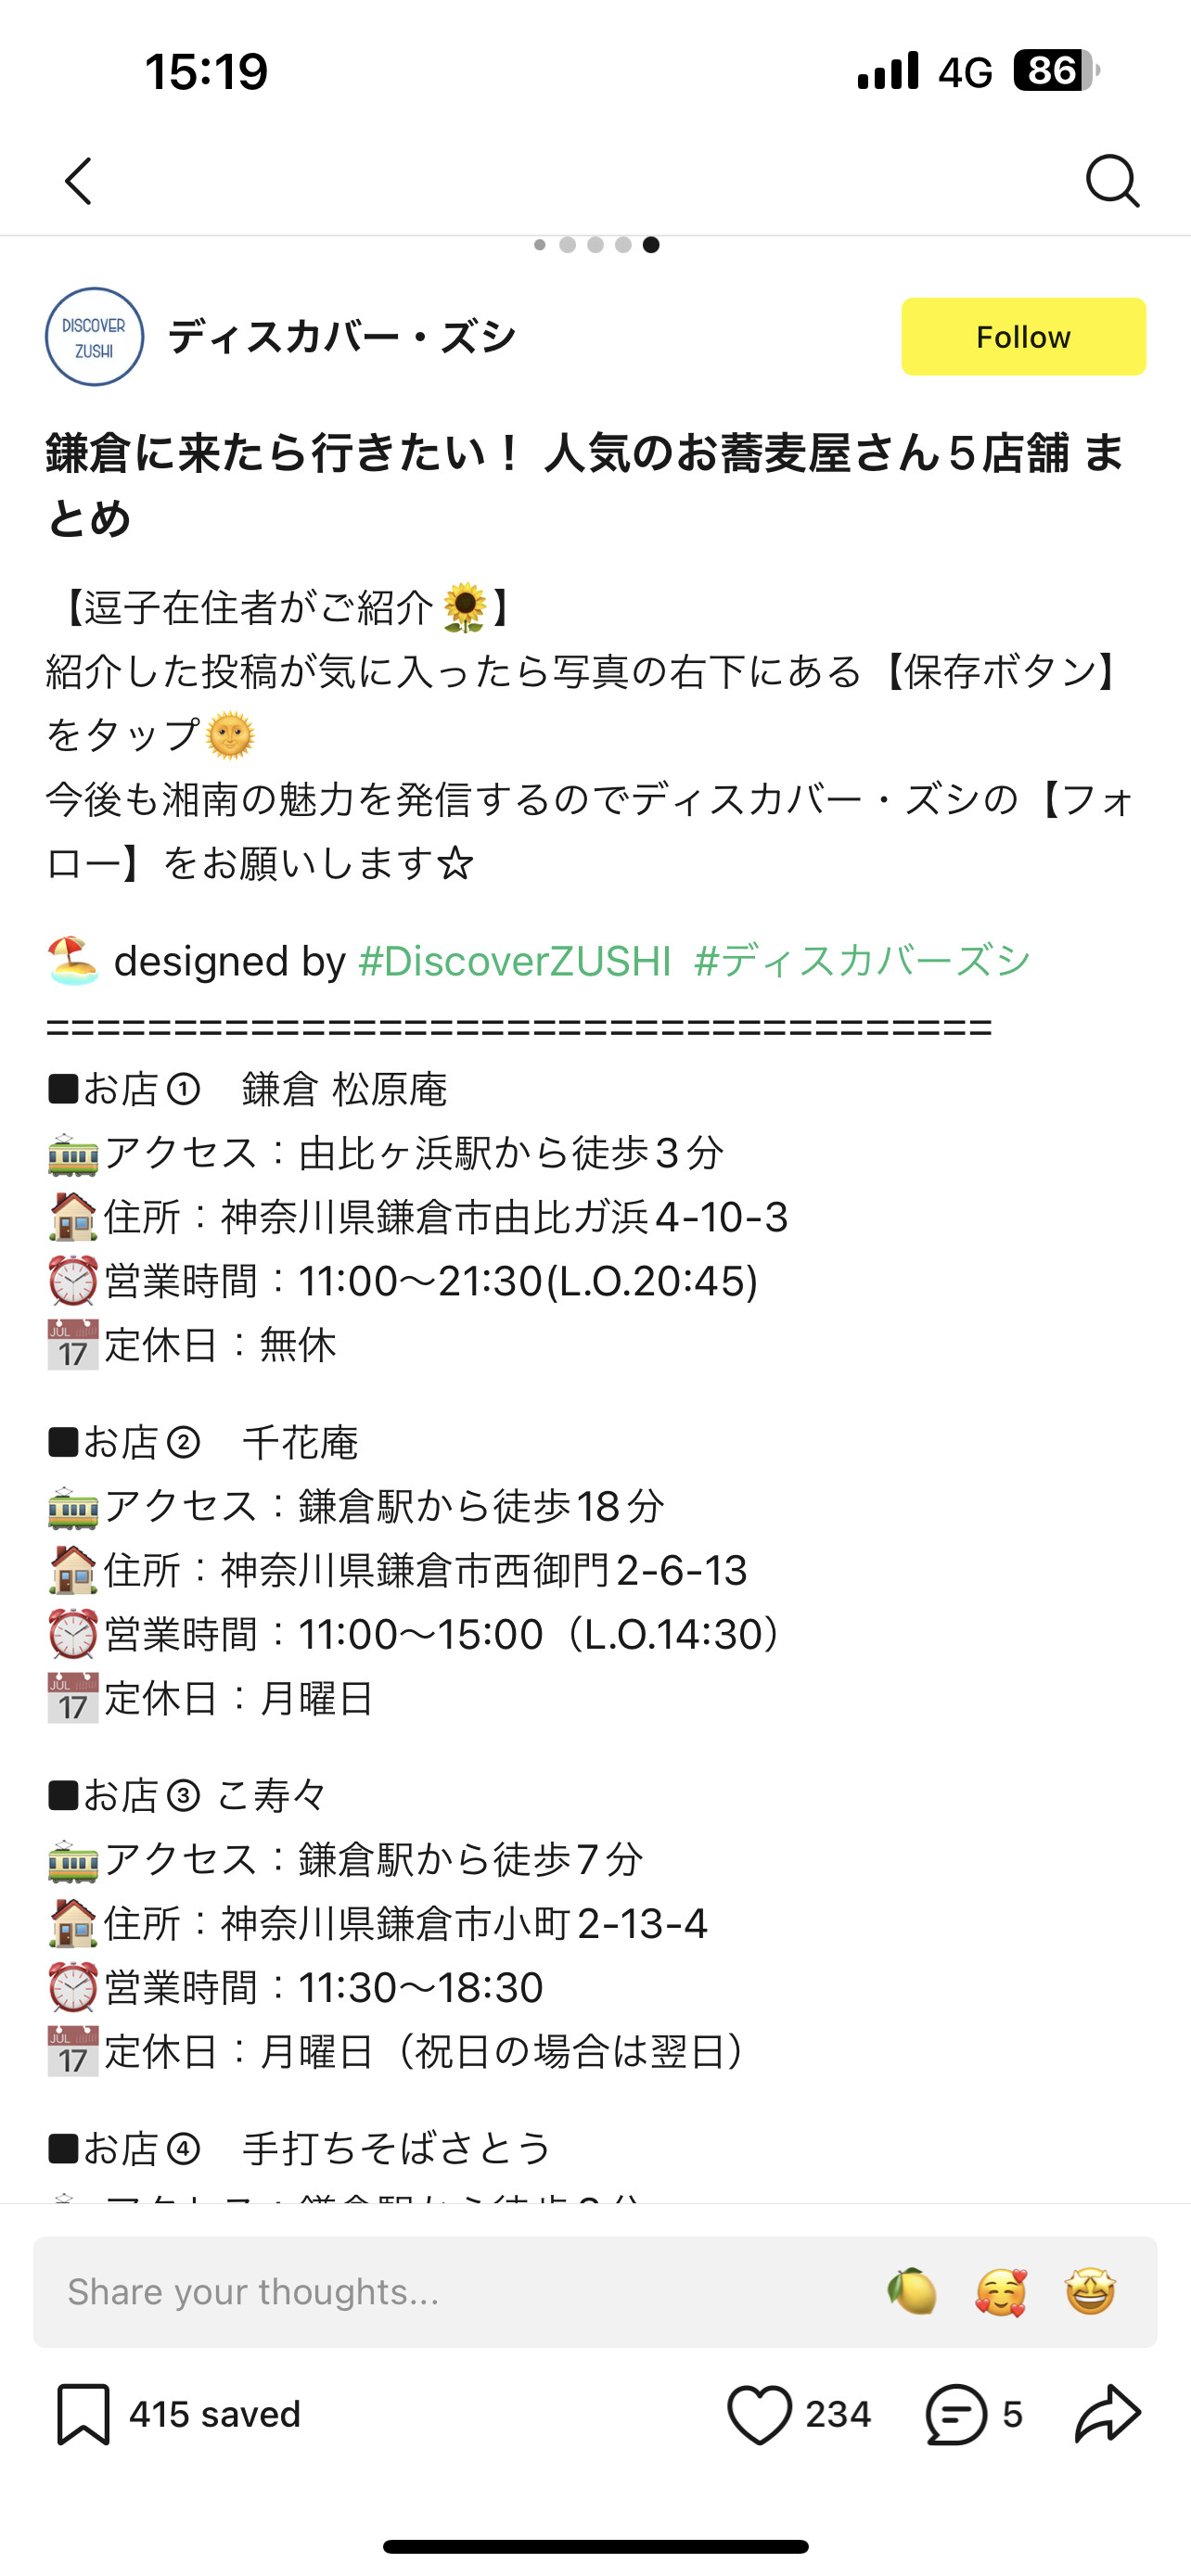 15:19
4G 86
DISCOVER
ZUSHI
ディスカバー・ズシ
Follow
鎌倉に来たら行きたい！ 人気のお蕎麦屋さん５店舗 ま
とめ
【逗子在住者がご紹介🌻】
紹介した投稿が気に入ったら写真の右下にある【保存ボタン】
をタップ🌞
今後も湘南の魅力を発信するのでディスカバー・ズシの【フォ
ロー】をお願いします☆
🏖 designed by #DiscoverZUSHI #ディスカバーズシ
=====================================
■お店①　鎌倉 松原庵
🚋アクセス：由比ヶ浜駅から徒歩3分
🏠住所：神奈川県鎌倉市由比ガ浜4-10-3
⏰営業時間：11:00〜21:30(L.O.20:45)
📅定休日：無休
■お店②　千花庵
🚋アクセス：鎌倉駅から徒歩18分
🏠住所：神奈川県鎌倉市西御門2-6-13
⏰営業時間：11:00〜15:00（L.O.14:30）
📅定休日：月曜日
■お店③ こ寿々
🚋アクセス：鎌倉駅から徒歩7分
🏠住所：神奈川県鎌倉市小町2-13-4
⏰営業時間：11:30〜18:30
📅定休日：月曜日（祝日の場合は翌日）
■お店④　手打ちそばさとう
Share your thoughts...
415 saved 234 5